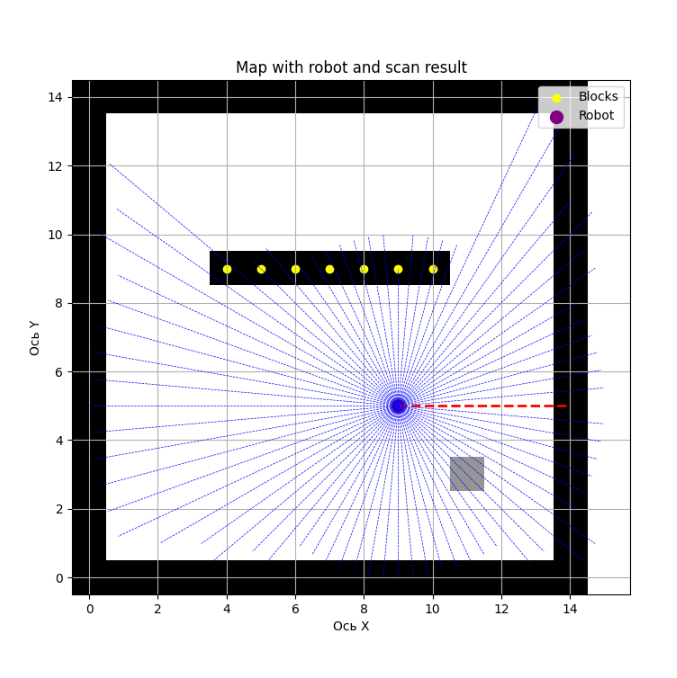 Map with robot and scan result
Blocks
Robot
14
12
10
8
6
4
2
0
Ось Y
0 2 4 6 8 10 12 14
Ось X